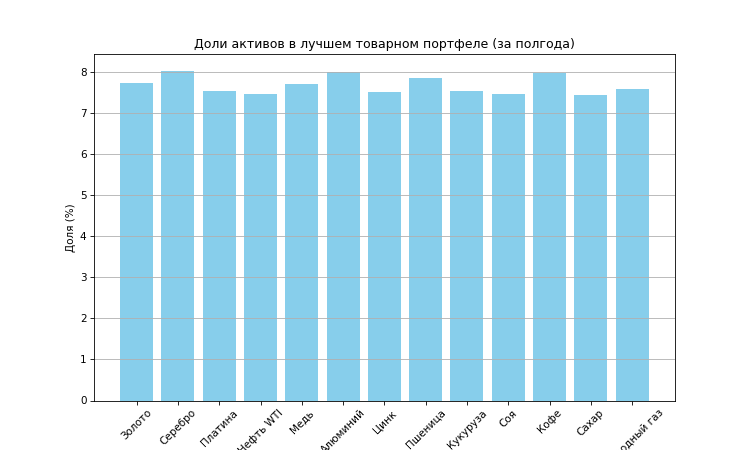 Доли активов в лучшем товарном портфеле (за полгода)
Доля (%)
8
7
6
5
4
3
2
1
0
Золото
Серебро
Платина
Нефть WTI
Медь
Алюминий
Цинк
Пшеница
Кукуруза
Соя
Кофе
Сахар
одный газ